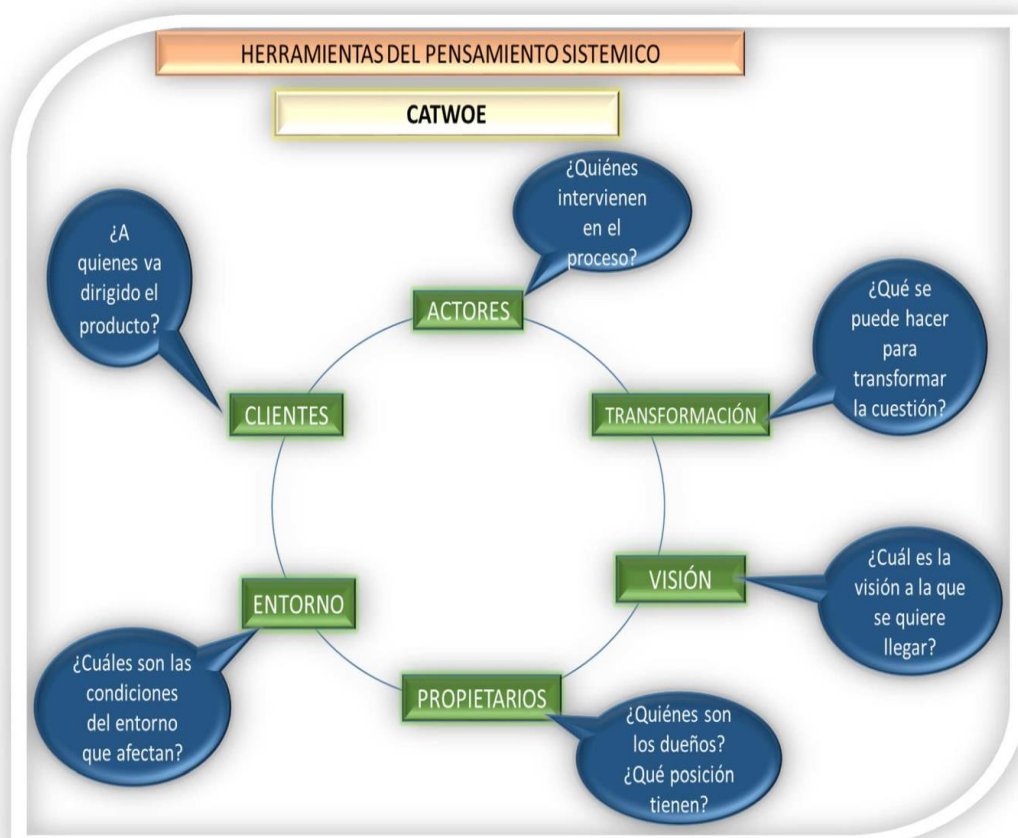 HERRAMIENTAS DEL PENSAMIENTO SISTEMICO
CATWOE
¿Quiénes
intervienen
en el
proceso?
ACTORES
¿A
quienes va
dirigido el
producto?
CLIENTES
¿Qué se
puede hacer
para
transformar
la cuestión?
TRANSFORMACIÓN
¿Cuál es la
visión a la que
se quiere
llegar?
VISIÓN
ENTORNO
¿Cuáles son las
condiciones
del entorno
que afectan?
PROPIETARIOS
¿Quiénes son
los dueños?
¿Qué posición
tienen?